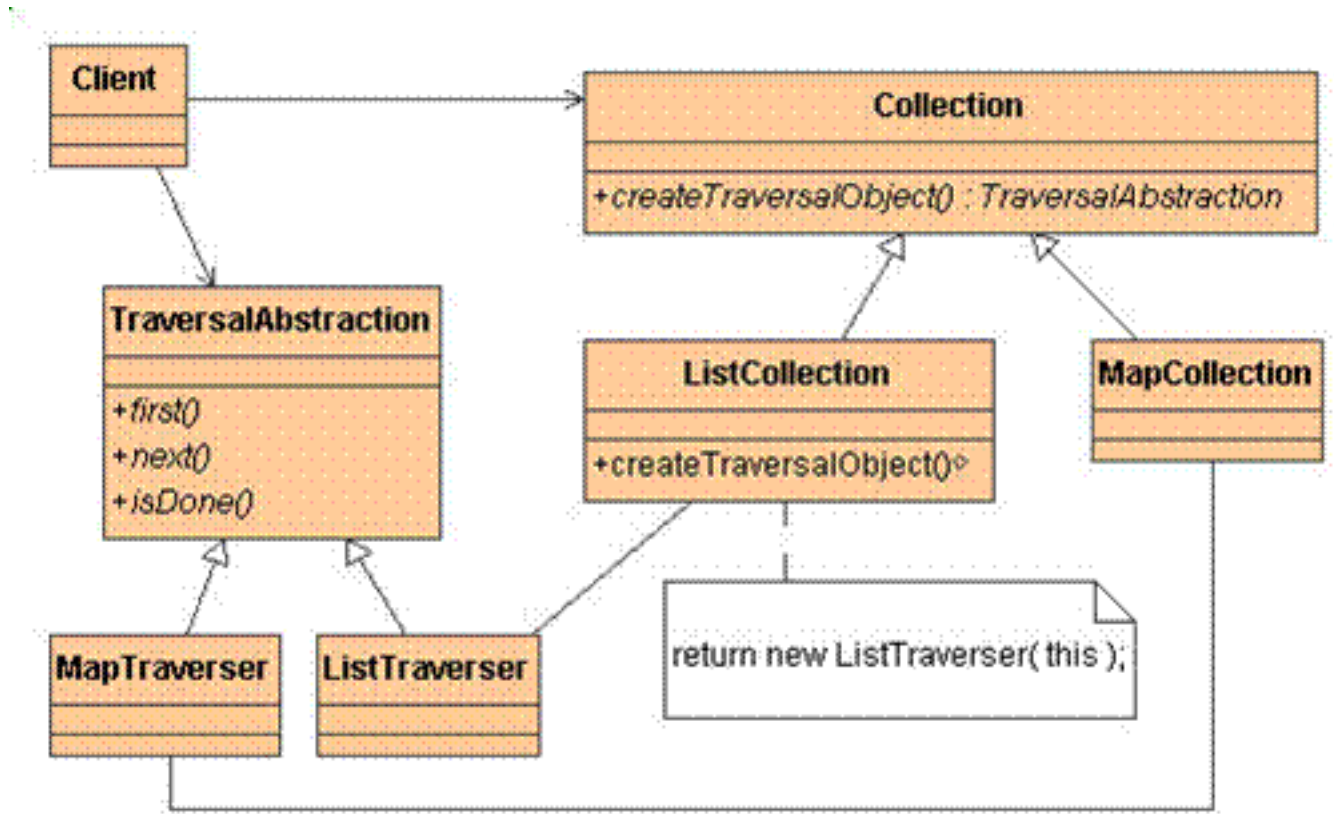 Client
Collection
+createTraversalObject() : TraversalAbstraction
TraversalAbstraction
+first()
+next()
+isDone()
ListCollection
+createTraversalObject()
MapCollection
MapTraverser
ListTraverser
return new ListTraverser( this );